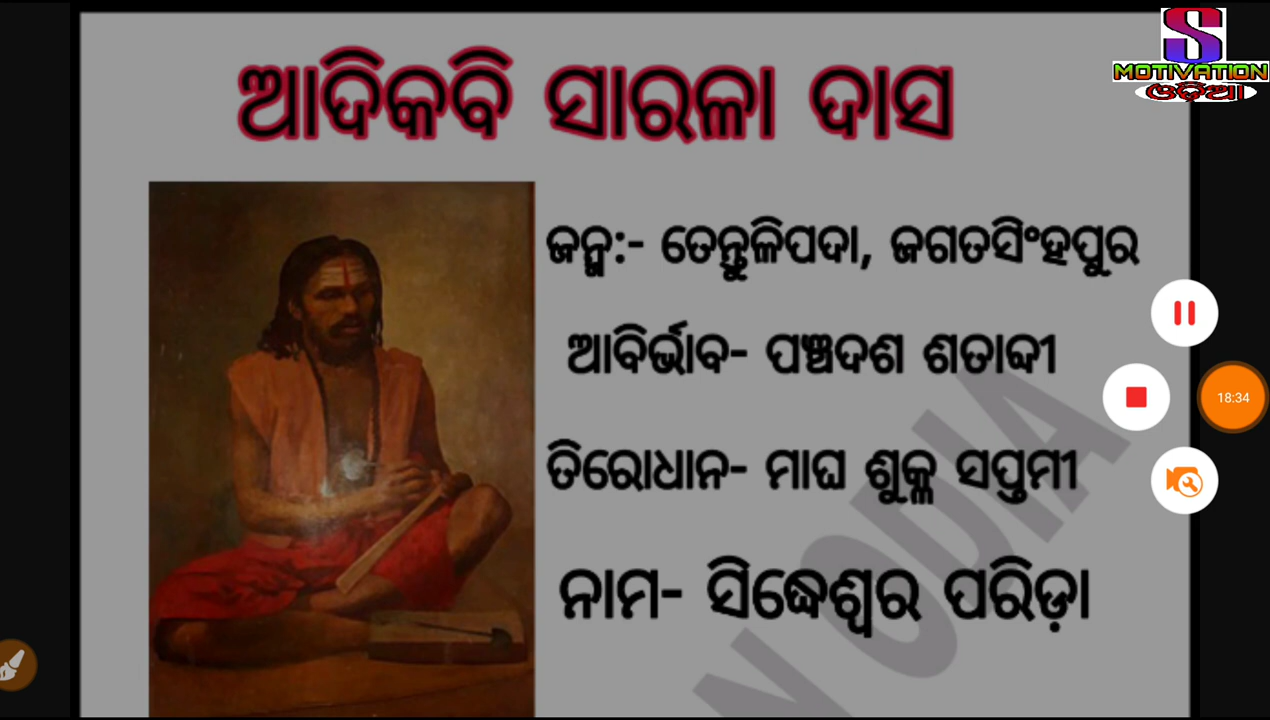 ଆଦିକବି ସାରଳା ଦାସ
S
MOTIVATION
ଓଡ଼ିଆ
ଜନ୍ମ:- ତେନ୍ତୁଳିପଦା, ଜଗତସିଂହପୁର
ଆବିର୍ଭାବ- ପଞ୍ଚଦଶ ଶତାବ୍ଦୀ
18:34
ତିରୋଧାନ- ମାଘ ଶୁକ୍ଳ ସପ୍ତମୀ
ନାମ- ସିଦ୍ଧେଶ୍ୱର ପରିଡ଼ା
N ODIA